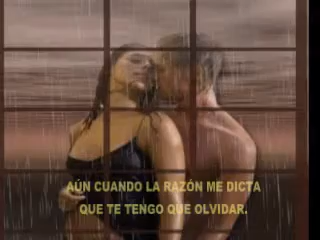 AÚN CUANDO LA RAZÓN ME DICTA
QUE TE TENGO QUE OLVIDAR.